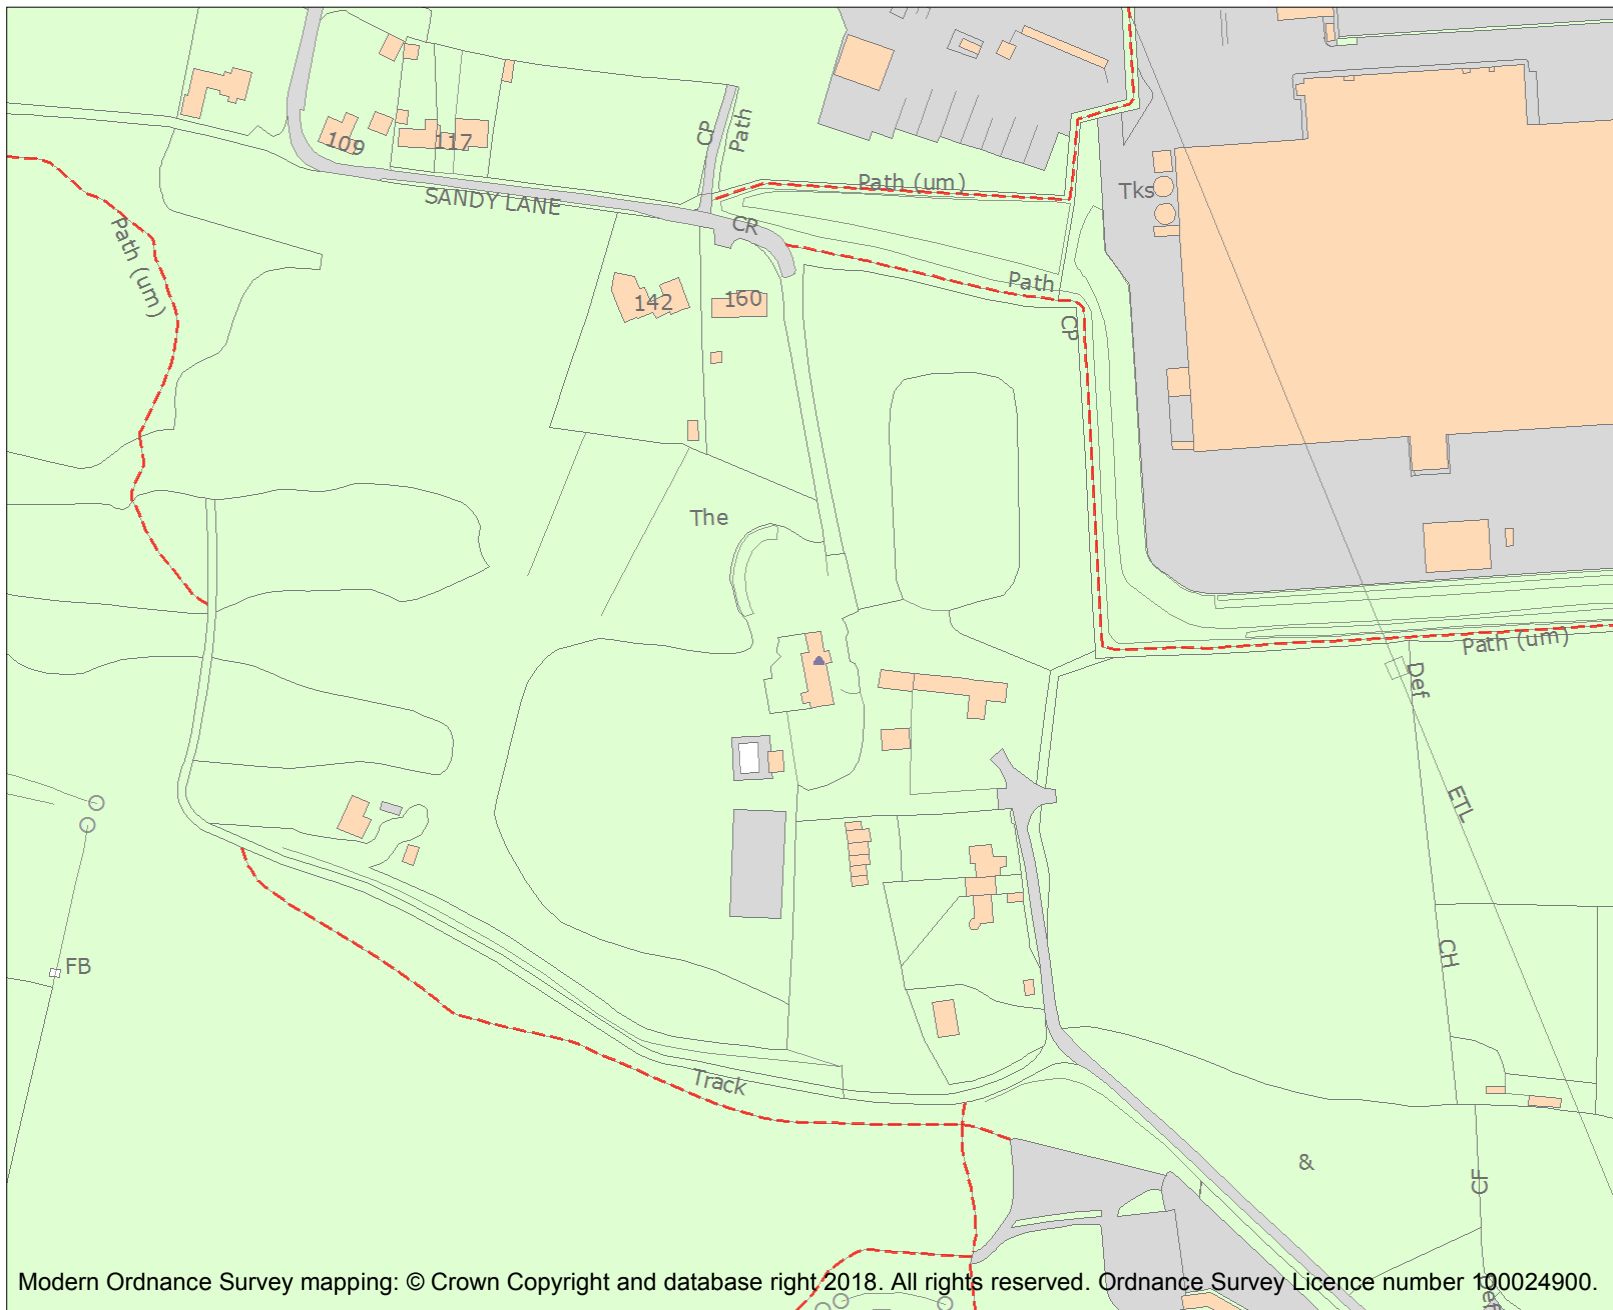 109
117
CP
Path
SANDY LANE
Path (um)
Tks
CR
Path (um)
Path
142
160
CP
The
Path (um)
Def
ETL
CH
FB
Track
&
CF
Def
Modern Ordnance Survey mapping: © Crown Copyright and database right 2018. All rights reserved. Ordnance Survey Licence number 100024900.